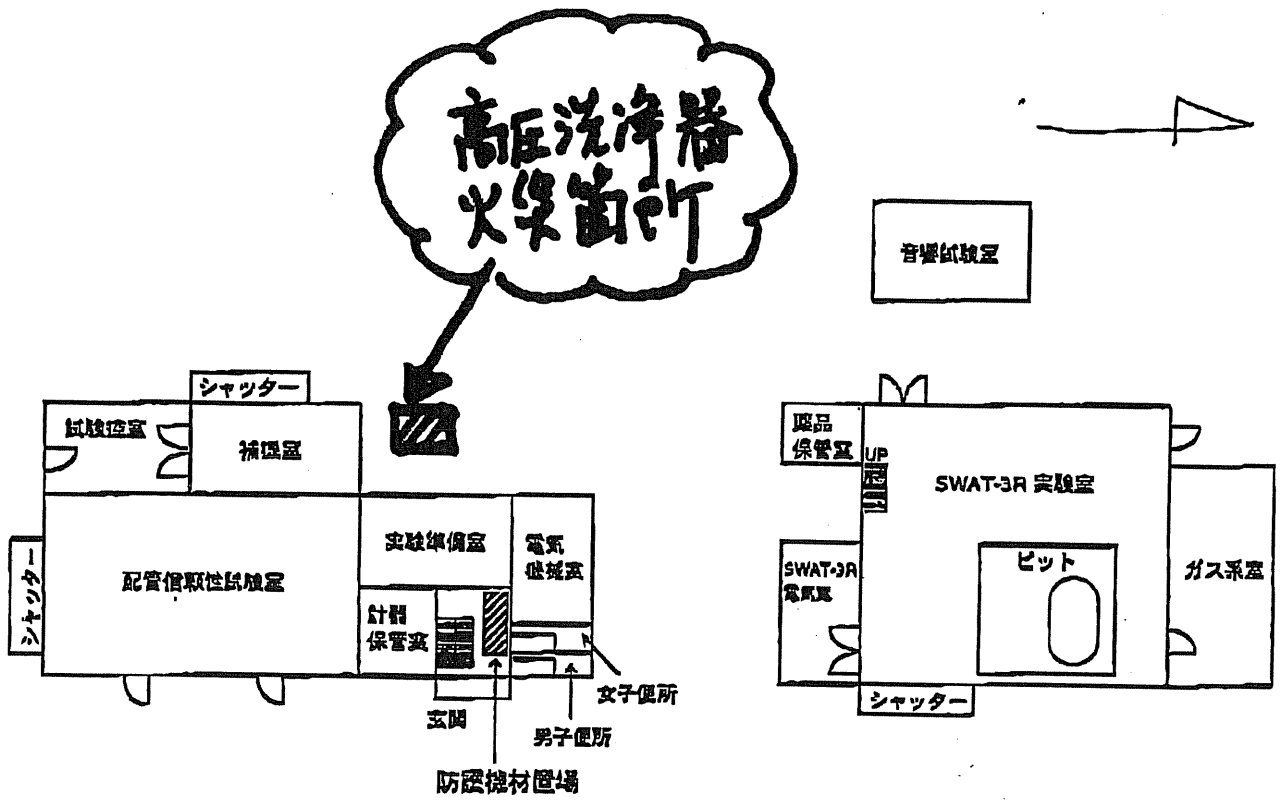 高圧洗浄器
火災箇所
音響試験室
シャッター
試験控室
補修室
薬品
保管室
UP
SWAT-3R 実験室
実験準備室
電気
機械室
配管信頼性試験室
シャッター
計器
保管室
SWAT-3R
電気室
ピット
ガス系室
シャッター
女子便所
玄関
男子便所
防護機材置場